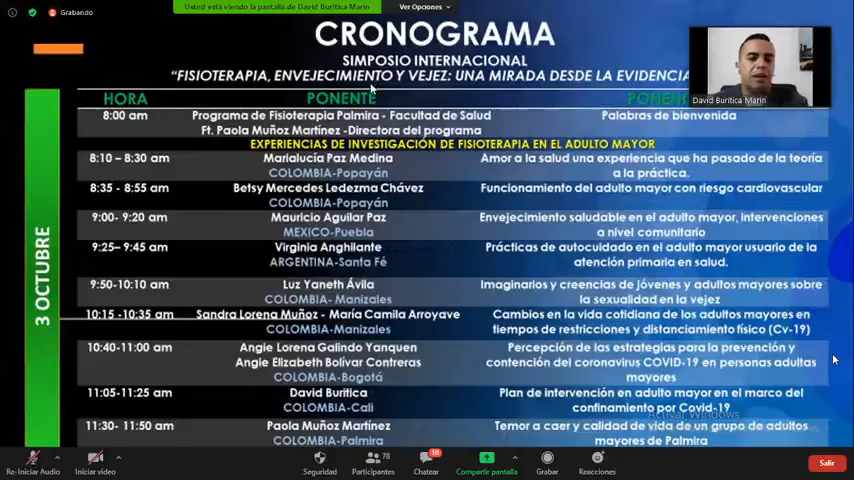 Grabando
Usted está viendo la pantalla de David Buritica Marin
Ver Opciones
CRONOGRAMA
SIMPOSIO INTERNACIONAL
“FISIOTERAPIA, ENVEJECIMIENTO Y VEJEZ: UNA MIRADA DESDE LA EVIDENCIA
David Buritica Marin
HORA PONENTE
8:00 am Programa de Fisioterapia Palmira - Facultad de Salud Palabras de bienvenida
Ft. Paola Muñoz Martínez -Directora del programa
EXPERIENCIAS DE INVESTIGACIÓN DE FISIOTERAPIA EN EL ADULTO MAYOR
8:10 – 8:30 am Marialucía Paz Medina Amor a la salud una experiencia que ha pasado de la teoría
COLOMBIA-Popayán a la práctica.
8:35 - 8:55 am Betsy Mercedes Ledezma Chávez Funcionamiento del adulto mayor con riesgo cardiovascular
COLOMBIA-Popayán
9:00- 9:20 am Mauricio Aguilar Paz Envejecimiento saludable en el adulto mayor, intervenciones
MEXICO-Puebla a nivel comunitario
9:25– 9:45 am Virginia Anghilante Prácticas de autocuidado en el adulto mayor usuario de la
ARGENTINA-Santa Fé atención primaria en salud.
9:50-10:10 am Luz Yaneth Ávila Imaginarios y creencias de jóvenes y adultos mayores sobre
COLOMBIA-Manizales la sexualidad en la vejez
10:15 -10:35 am Sandra Lorena Muñoz - María Camila Arroyave Cambios en la vida cotidiana de los adultos mayores en
COLOMBIA-Manizales tiempos de restricciones y distanciamiento físico (Cv-19)
10:40-11:00 am Angie Lorena Galindo Yanquen Percepción de las estrategias para la prevención y
Angie Elizabeth Bolívar Contreras contención del coronavirus COVID-19 en personas adultas
COLOMBIA-Bogotá mayores
11:05-11:25 am David Buritica Plan de intervención en adulto mayor en el marco del
COLOMBIA-Cali confinamiento por Covid-19
11:30- 11:50 am Paola Muñoz Martínez Temor a caer y calidad de vida de un grupo de adultos
COLOMBIA-Palmira mayores de Palmira
3 OCTUBRE
Activar Windows
Re-Iniciar Audio
Iniciar video
Seguridad
78
Participantes
10
Chatear
Compartir pantalla
Grabar
Reacciones
Salir